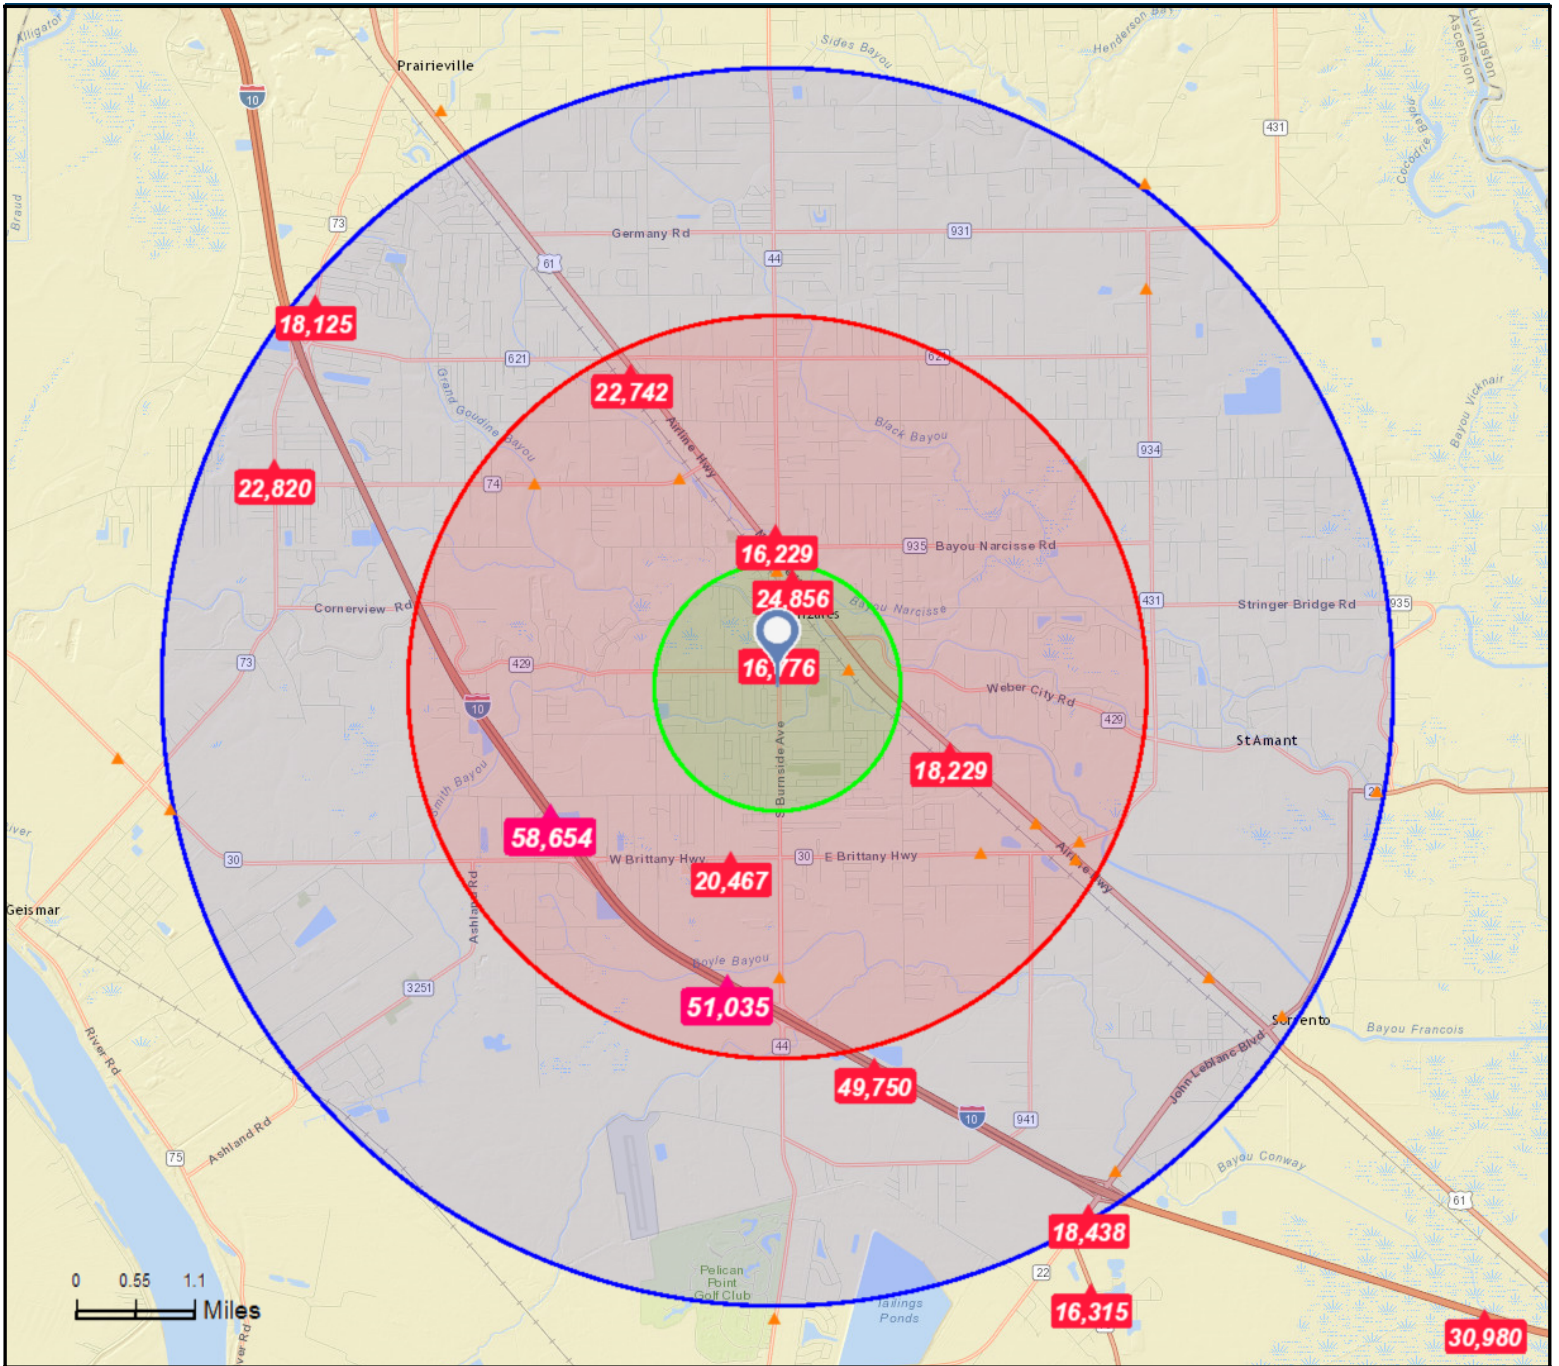 Alligator
Prairieville
Sides Bayou
Henderson Bay
Livingston
Ascension
10
431
Bayou
Cocodrie
Braud
73
Germany Rd
931
44
61
18,125
621
621
22,742
Grand Goudine Bayou
Airline Hwy
Black Bayou
Bayou Vicknair
934
22,820
74
16,229
935
Bayou Narcisse Rd
24,856
Bayou Narcisse
Cornerview Rd
431
Stringer Bridge Rd
935
73
429
16,776
Weber City Rd
10
429
St Amant
S Burnside Ave
18,229
Smith Bayou
58,654
30
W Brittany Hwy
30
E Brittany Hwy
20,467
Ashland Rd
Geismar
Boyle Bayou
3251
51,035
44
Sorrento
Bayou Francois
River Rd
49,750
John Leblanc Blvd
10
941
Ashland Rd
75
Bayou Conway
61
18,438
22
Pelican
Point
Golf Club
Tailings
Ponds
16,315
30,980
0 0.55 1.1
Miles